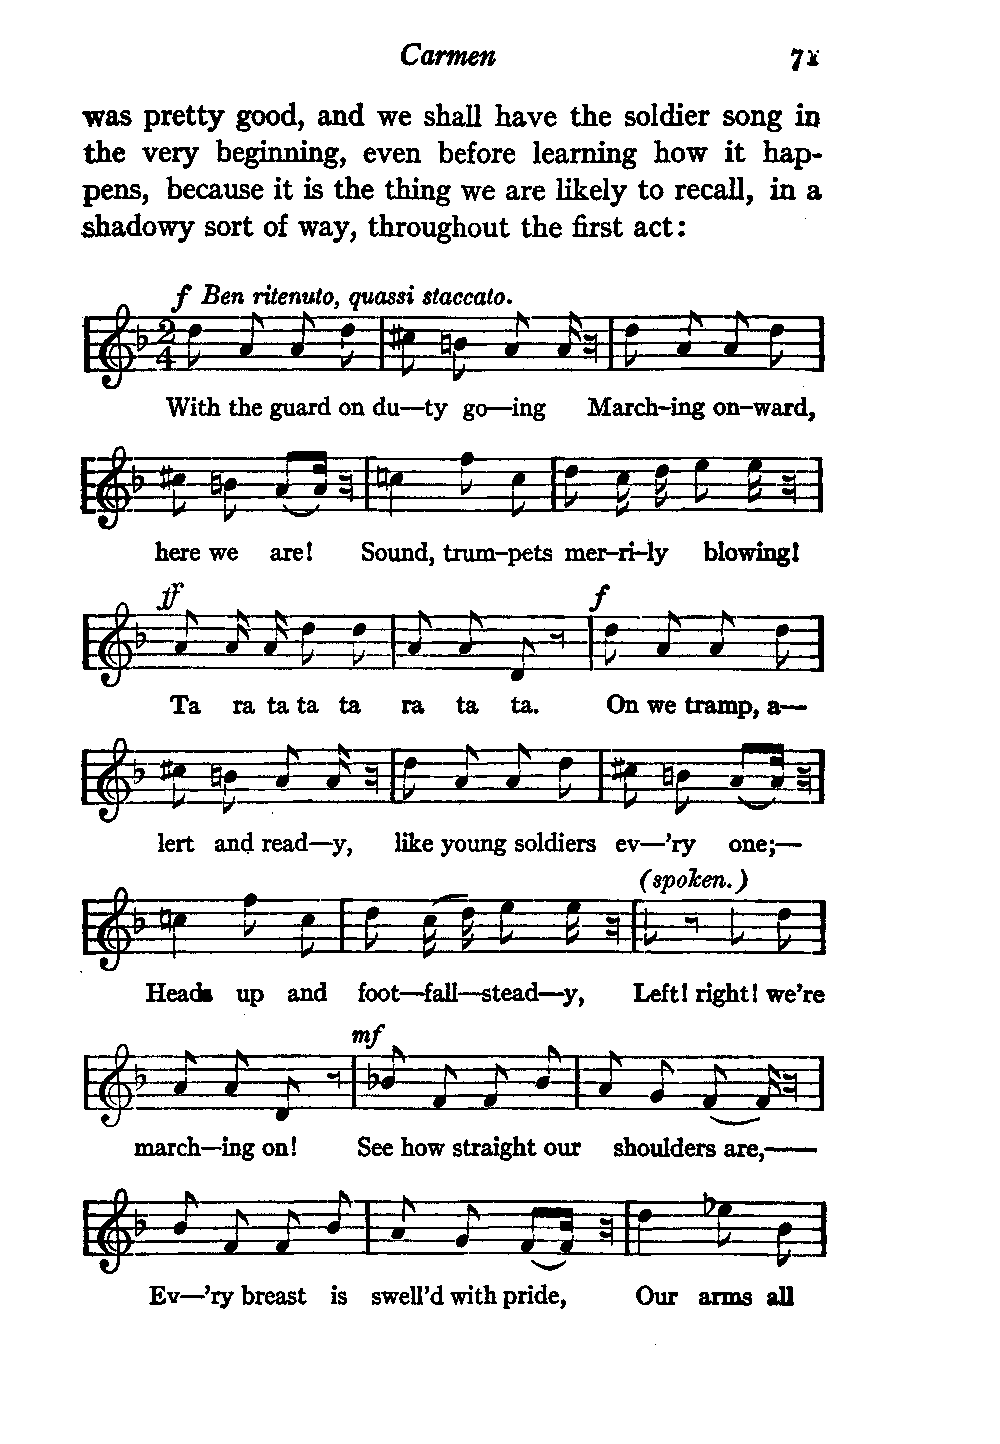 Carmen 71
was pretty good, and we shall have the soldier song in
the very beginning, even before learning how it hap-
pens, because it is the thing we are likely to recall, in a
shadowy sort of way, throughout the first act:
f Ben ritenuto, quassi staccato.
2
4
With the guard on du—ty go—ing March-ing on-ward,
here we are! Sound, trum-pets mer-ri-ly blowing!
ff f
Ta ra ta ta ta ra ta ta. On we tramp, a—
lert and read—y, like young soldiers ev—'ry one;—
(spoken.)
Heads up and foot—fall—stead—y, Left! right! we're
mf
march—ing on! See how straight our shoulders are,—
Ev—'ry breast is swell'd with pride, Our arms all